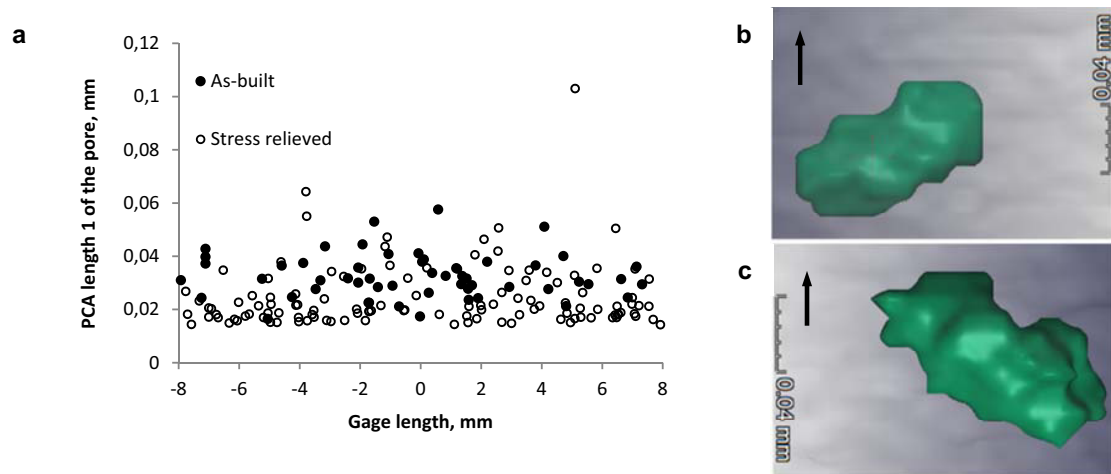 a
0,12
0,1
0,08
0,06
0,04
0,02
0
PCA length 1 of the pore, mm
As-built
Stress relieved
-8 -6 -4 -2 0 2 4 6 8
Gage length, mm
b
0.04 mm
c
0.04 mm